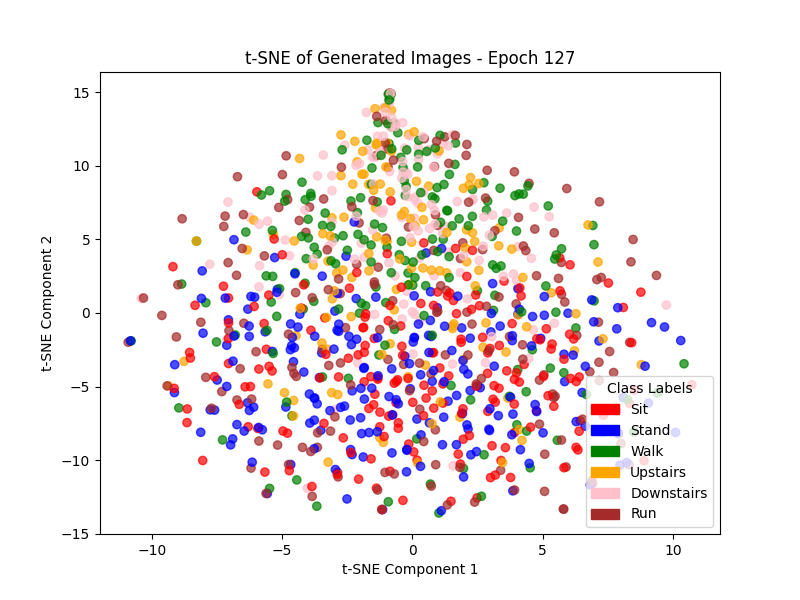 t-SNE of Generated Images - Epoch 127
t-SNE Component 2
15
10
5
0
−5
−10
−15
Class Labels
Sit
Stand
Walk
Upstairs
Downstairs
Run
−10
−5
0
5
10
t-SNE Component 1